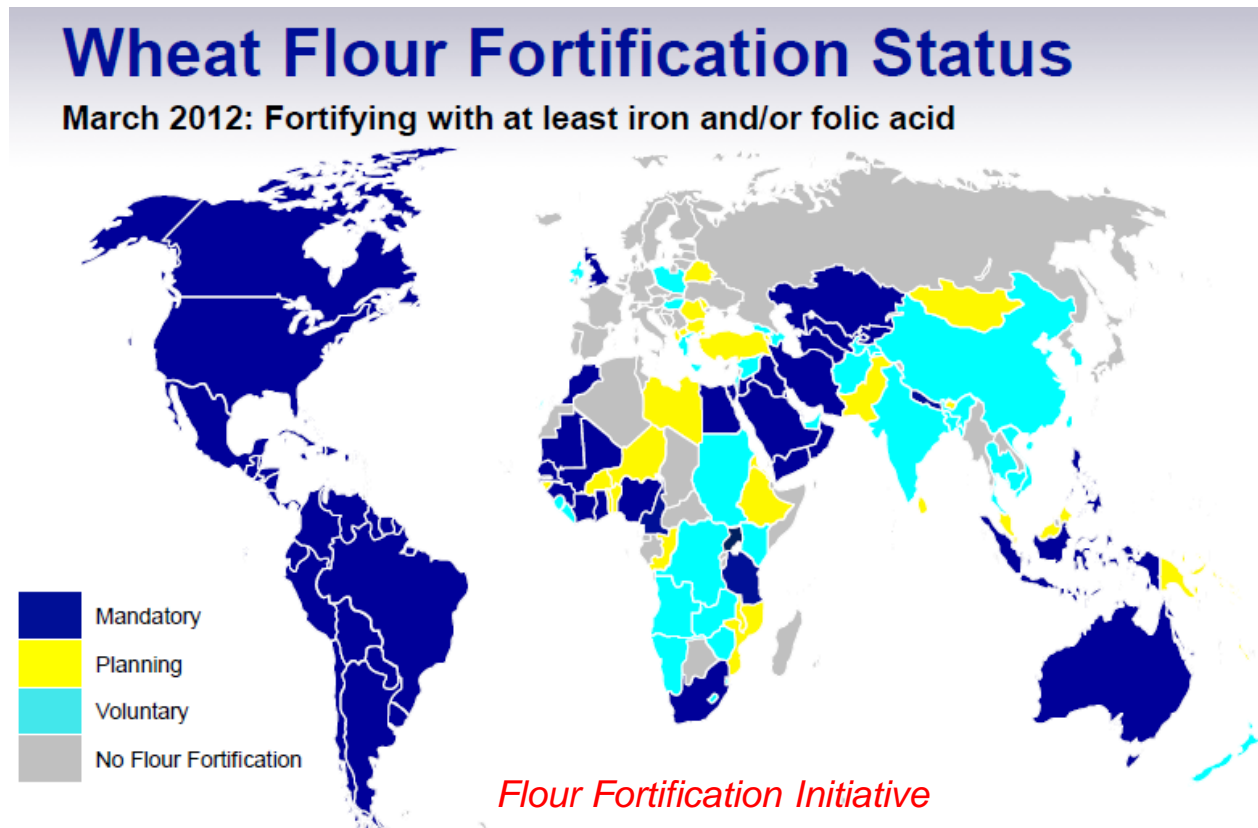 Wheat Flour Fortification Status
March 2012: Fortifying with at least iron and/or folic acid
Mandatory
Planning
Voluntary
No Flour Fortification
Flour Fortification Initiative